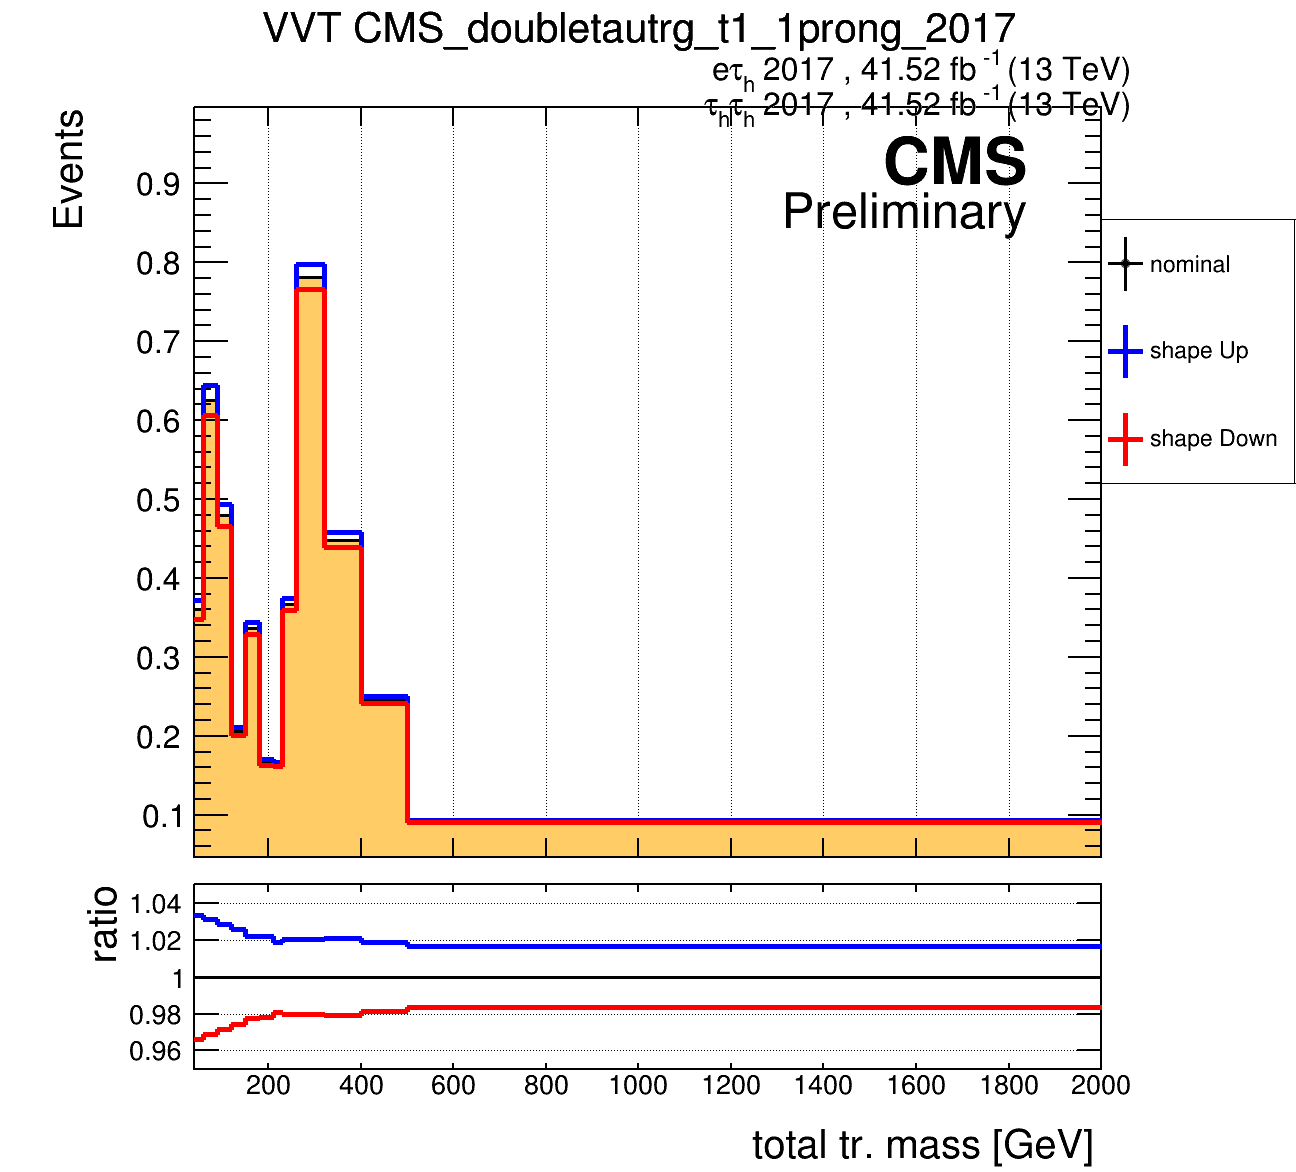 VVT CMS_doubletautrg_t1_1prong_2017
eτh 2017 , 41.52 fb-1 (13 TeV)
τhτh 2017 , 41.52 fb-1 (13 TeV)
CMS
Preliminary
Events
0.9
0.8
0.7
0.6
0.5
0.4
0.3
0.2
0.1
nominal
shape Up
shape Down
ratio
1.04
1.02
1
0.98
0.96
200 400 600 800 1000 1200 1400 1600 1800 2000
total tr. mass [GeV]